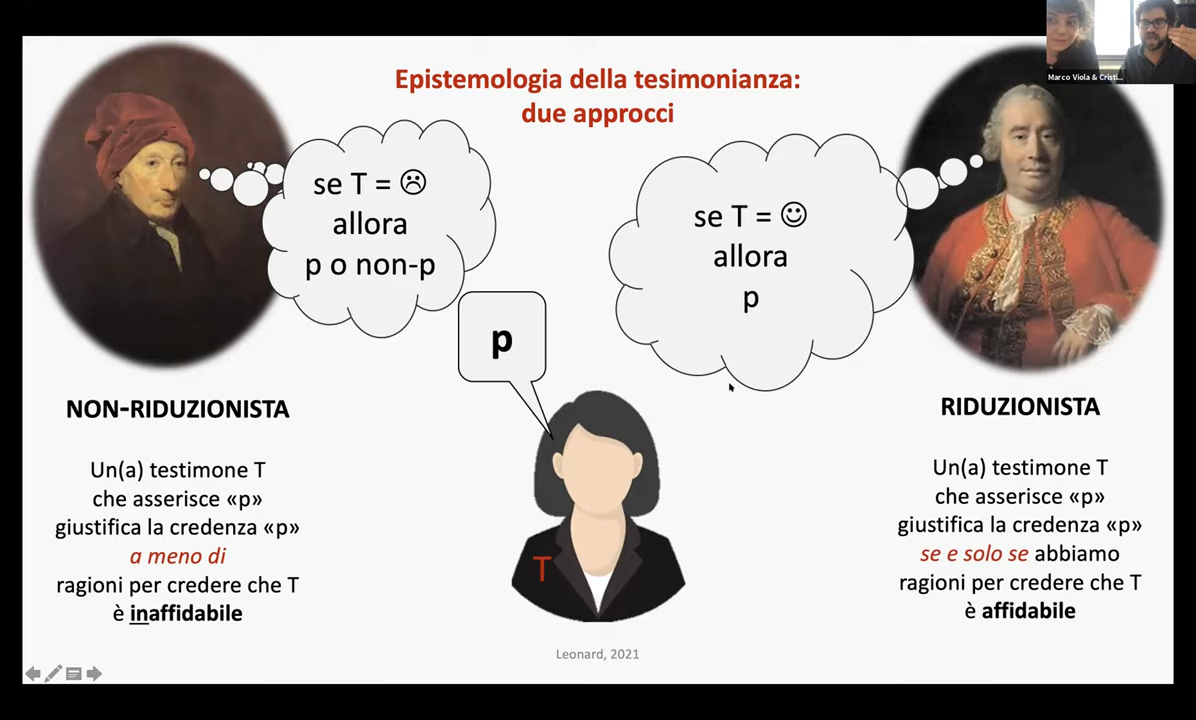 Marco Viola & Cristi...
Epistemologia della tesimonianza:
due approcci
se T = ☹
allora
p o non-p
se T = ☺
allora
p
p
NON-RIDUZIONISTA
Un(a) testimone T
che asserisce «p»
giustifica la credenza «p»
a meno di
ragioni per credere che T
è inaffidabile
T
RIDUZIONISTA
Un(a) testimone T
che asserisce «p»
giustifica la credenza «p»
se e solo se abbiamo
ragioni per credere che T
è affidabile
Leonard, 2021